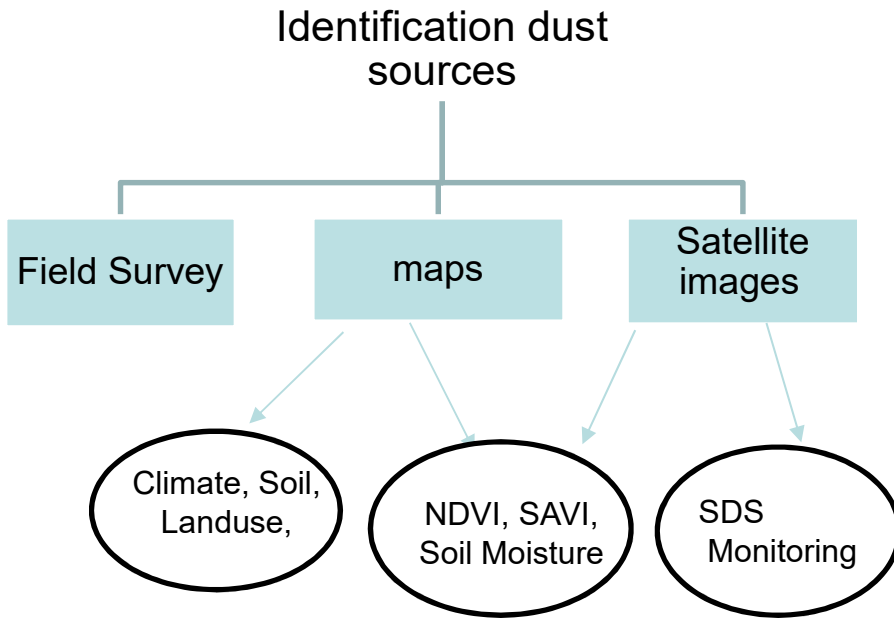 Identification dust
sources
Field Survey
maps
Satellite
images
Climate, Soil,
Landuse,
NDVI, SAVI,
Soil Moisture
SDS
Monitoring